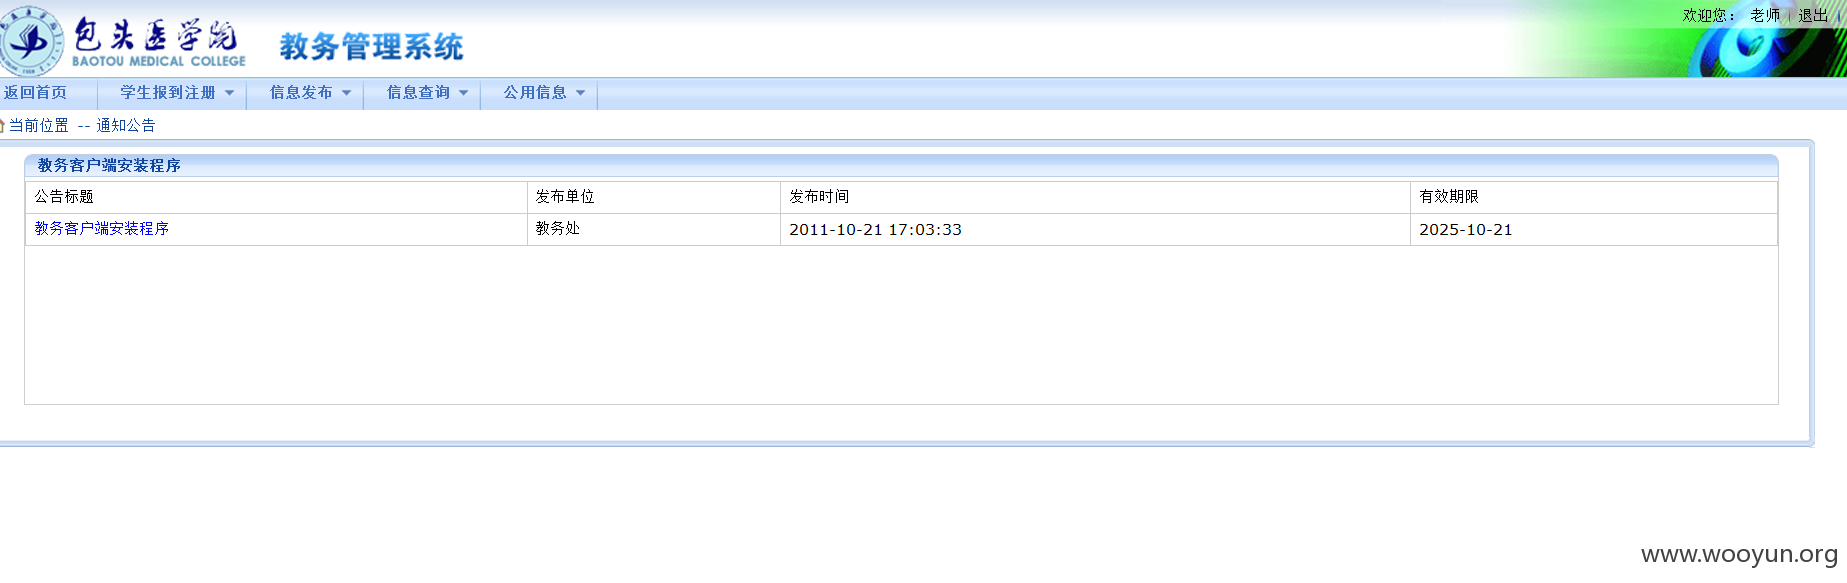 欢迎您： 老师 | 退出 |
包头医学院 教务管理系统
BAOTOU MEDICAL COLLEGE
返回首页 学生报到注册 信息发布 信息查询 公用信息
当前位置 -- 通知公告
教务客户端安装程序
公告标题 发布单位 发布时间 有效期限
教务客户端安装程序 教务处 2011-10-21 17:03:33 2025-10-21
www.wooyun.org